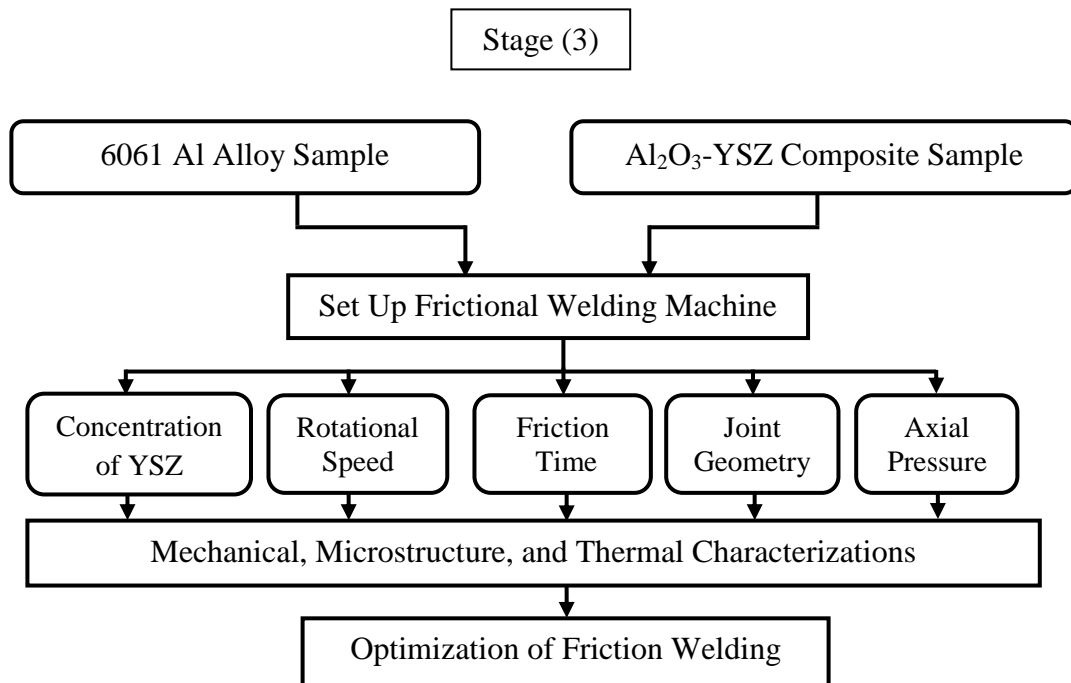 Stage (3)
6061 Al Alloy Sample
Al₂O₃-YSZ Composite Sample
Set Up Frictional Welding Machine
Concentration
of YSZ
Rotational
Speed
Friction
Time
Joint
Geometry
Axial
Pressure
Mechanical, Microstructure, and Thermal Characterizations
Optimization of Friction Welding